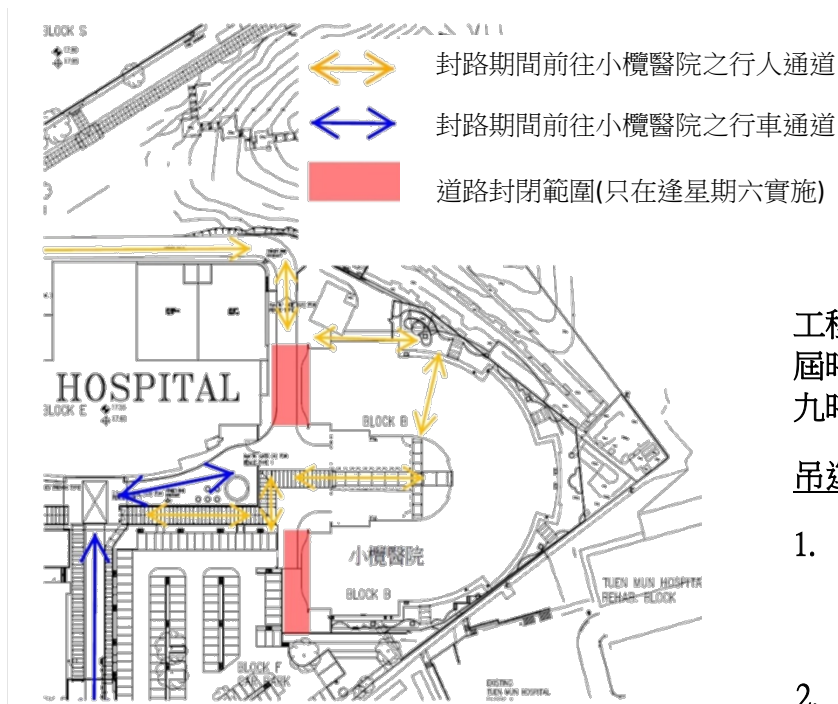 BLOCK S
封路期間前往小欖醫院之行人通道
封路期間前往小欖醫院之行車通道
道路封閉範圍(只在逢星期六實施)
工程
屆時
九時
HOSPITAL
BLOCK E
BLOCK B
吊運
1.
小欖醫院
BLOCK B
TUEN MUN HOSPITA
REHAB. BLOCK
BLOCK F
CAR PARK
EXISTING
TUEN MUN HOSPITAL
2.